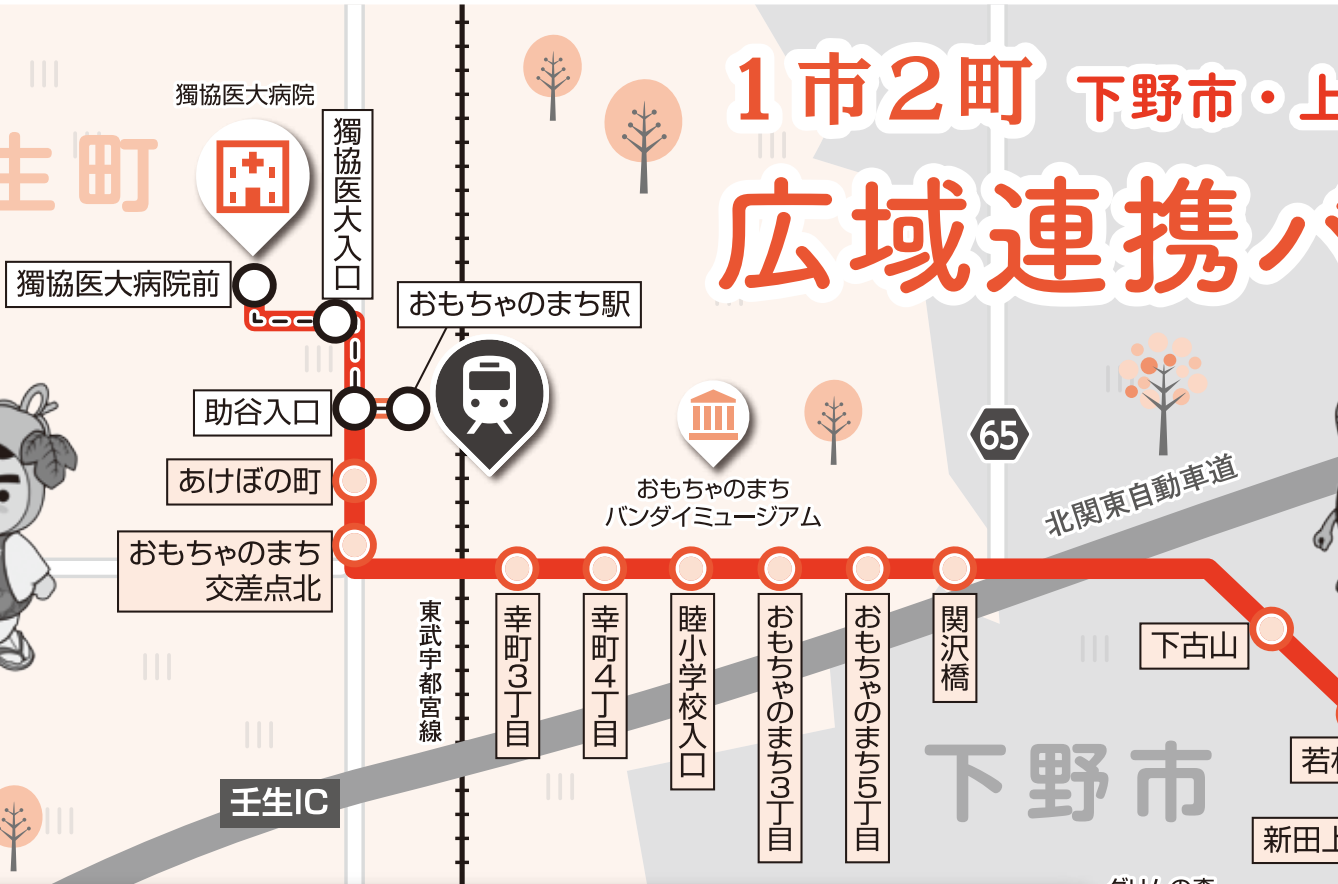 1市2町
下野市・上
広域連携バ
獨協医大病院
生町
獨協医大入口
獨協医大病院前
おもちゃのまち駅
助谷入口
あけぼの町
おもちゃのまち
交差点北
おもちゃのまち
バンダイミュージアム
65
北関東自動車道
東武宇都宮線
幸町3丁目
幸町4丁目
睦小学校入口
おもちゃのまち3丁目
おもちゃのまち5丁目
関沢橋
下古山
下野市
壬生IC
若
新田上